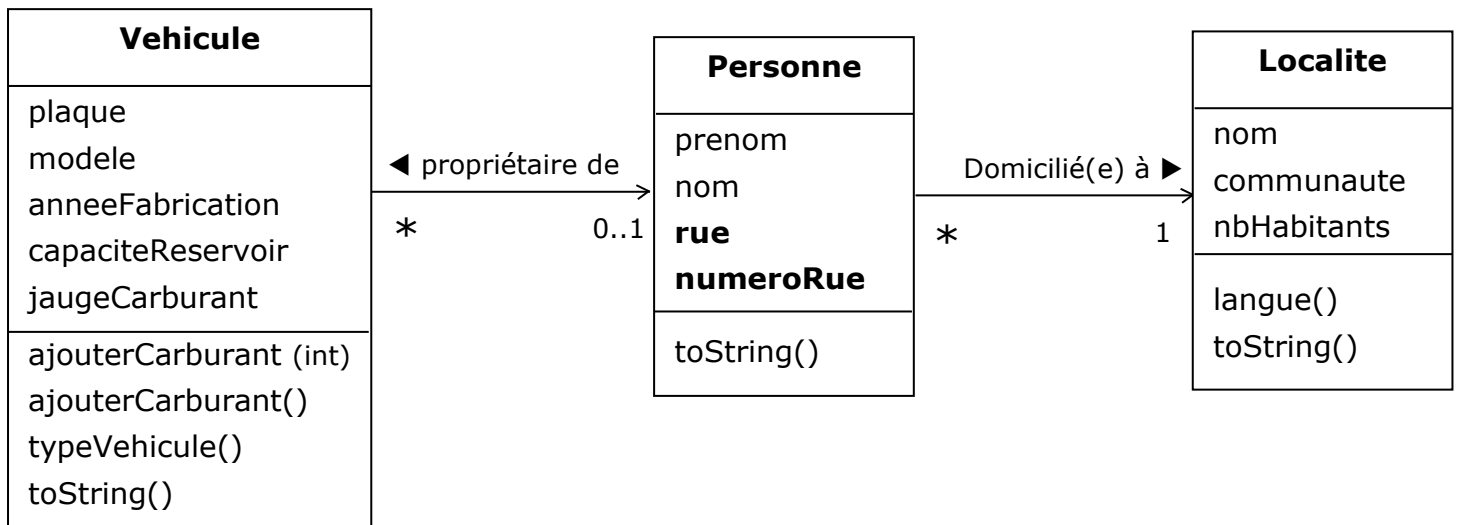 Vehicule
plaque
modele
anneeFabrication
capaciteReservoir
jaugeCarburant
ajouterCarburant (int)
ajouterCarburant()
typeVehicule()
toString()
◀ propriétaire de
* 0..1
Personne
prenom
nom
rue
numeroRue
toString()
Domicilié(e) à ▶
* 1
Localite
nom
communaute
nbHabitants
langue()
toString()